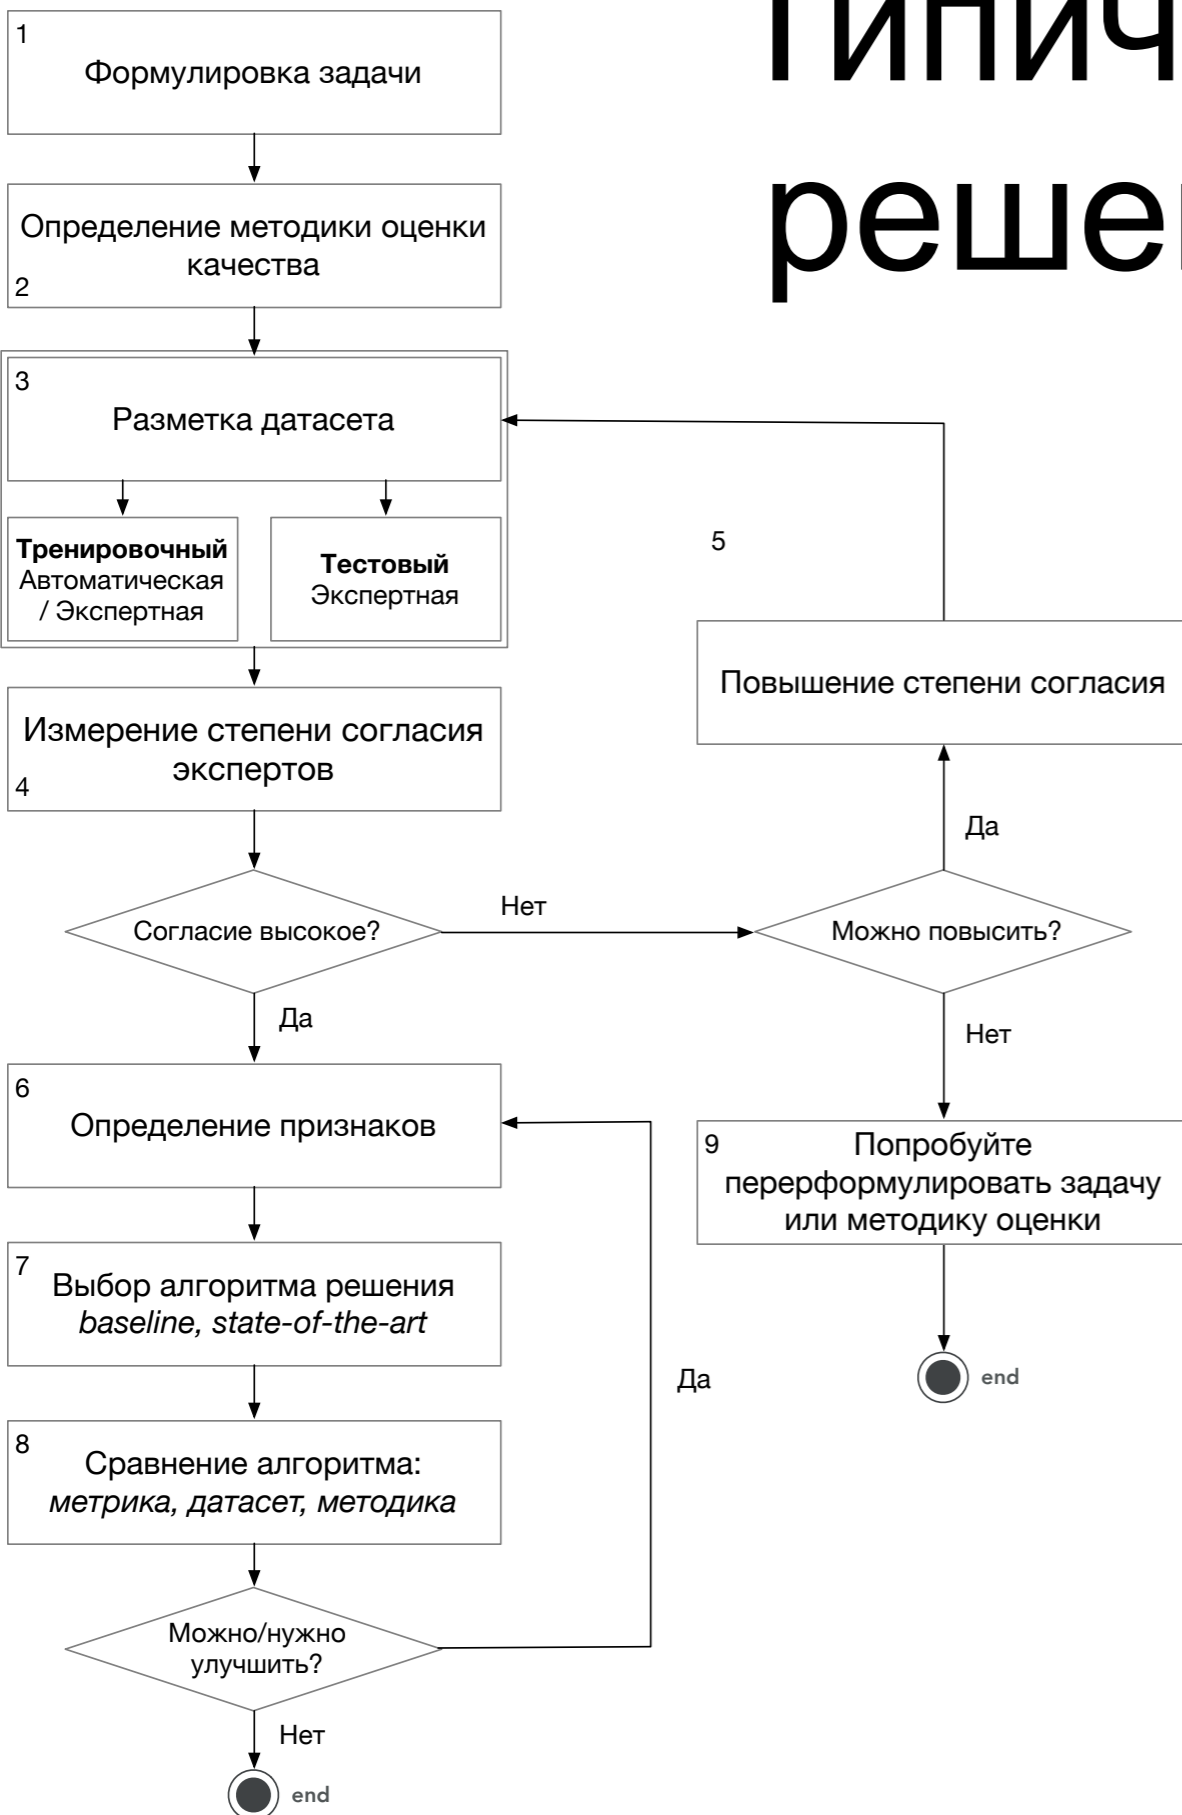 Типич
решен
1
Формулировка задачи
Определение методики оценки
качества
2
3
Разметка датасета
Тренировочный
Автоматическая
/ Экспертная
Тестовый
Экспертная
5
Повышение степени согласия
Измерение степени согласия
экспертов
4
Да
Согласие высокое?
Нет
Можно повысить?
Да
Нет
6
Определение признаков
9
Попробуйте
перерформулировать задачу
или методику оценки
7
Выбор алгоритма решения
baseline, state-of-the-art
Да
end
8
Сравнение алгоритма:
метрика, датасет, методика
Можно/нужно
улучшить?
Нет
end